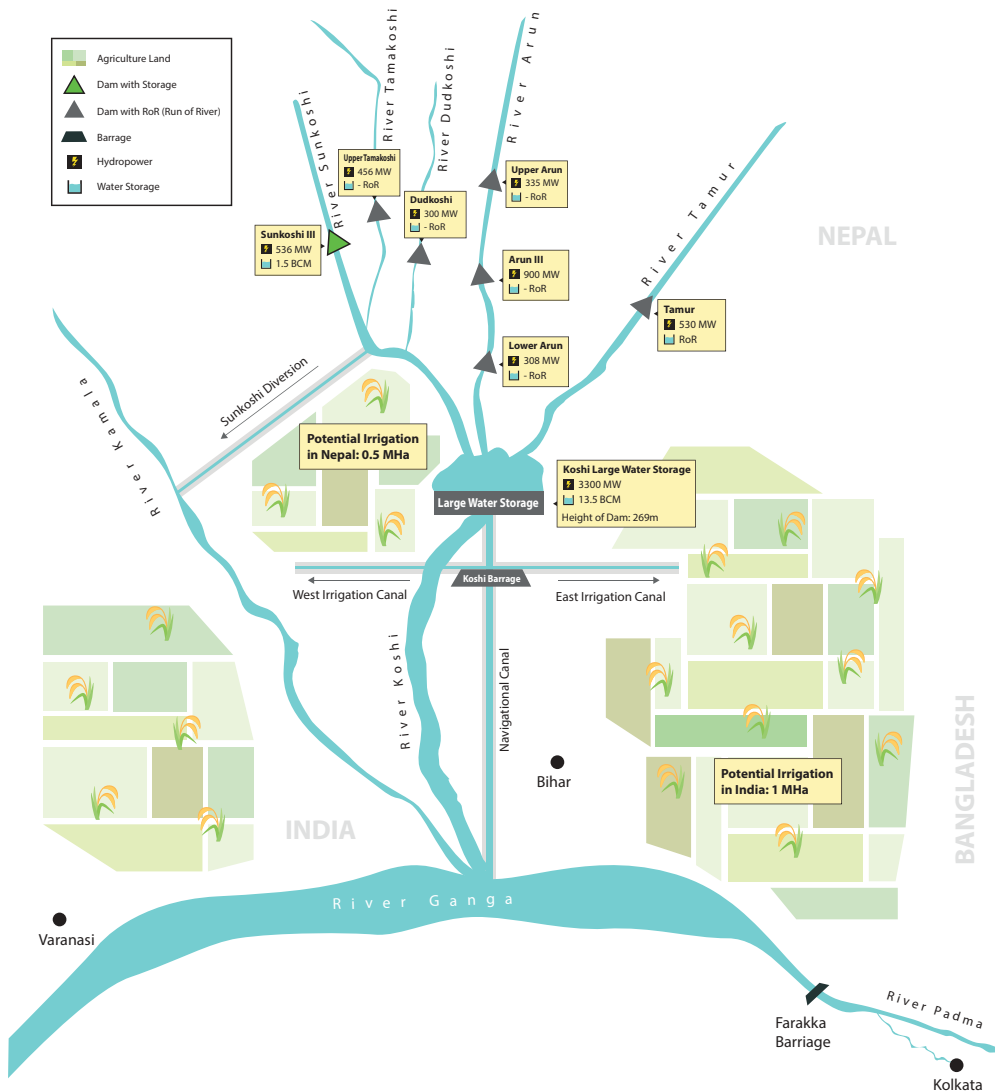 Agriculture Land
Dam with Storage
Dam with RoR (Run of River)
Barrage
Hydropower
Water Storage
River Sunkoshi
River Tamakoshi
River Dudkoshi
River Arun
River Tamur
NEPAL
Upper Tamakoshi
456 MW
- RoR
Dudkoshi
300 MW
- RoR
Upper Arun
335 MW
- RoR
Sunkoshi III
536 MW
1.5 BCM
Arun III
900 MW
- RoR
Tamur
530 MW
RoR
Lower Arun
308 MW
- RoR
River Kamala
Sunkoshi Diversion
Potential Irrigation
in Nepal: 0.5 MHa
Large Water Storage
Koshi Large Water Storage
3300 MW
13.5 BCM
Height of Dam: 269m
Koshi Barrage
West Irrigation Canal
East Irrigation Canal
River Koshi
Navigational Canal
Bihar
Potential Irrigation
in India: 1 MHa
INDIA
BANGLADESH
River Ganga
Varanasi
Farakka
Barriage
River Padma
Kolkata